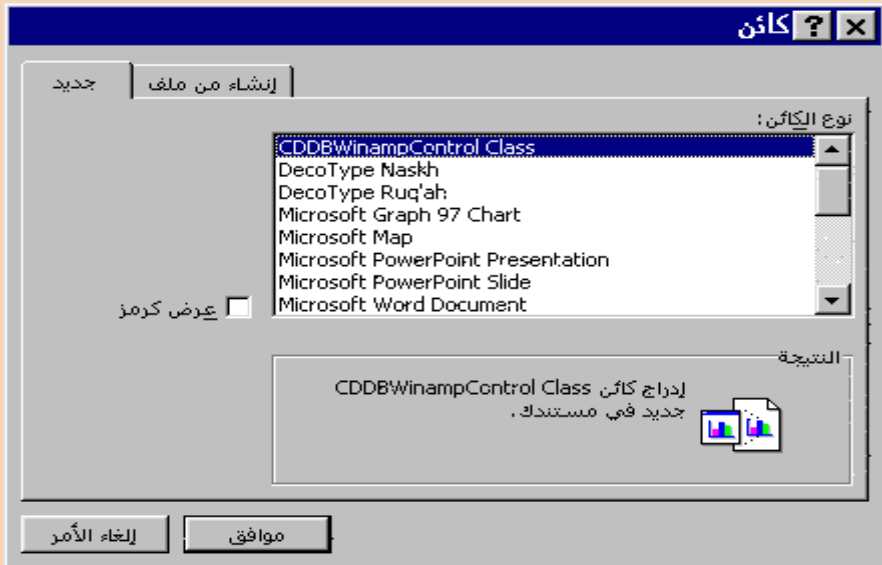 كائن
جديد
إنشاء من ملف
نوع الكائن:
CDDBWinampControl Class
DecoType Naskh
DecoType Ruq'ah
Microsoft Graph 97 Chart
Microsoft Map
Microsoft PowerPoint Presentation
Microsoft PowerPoint Slide
Microsoft Word Document
عرض كرمز
النتيجة
إدراج كائن CDDBWinampControl Class
جديد في مستندك.
موافق
إلغاء الأمر